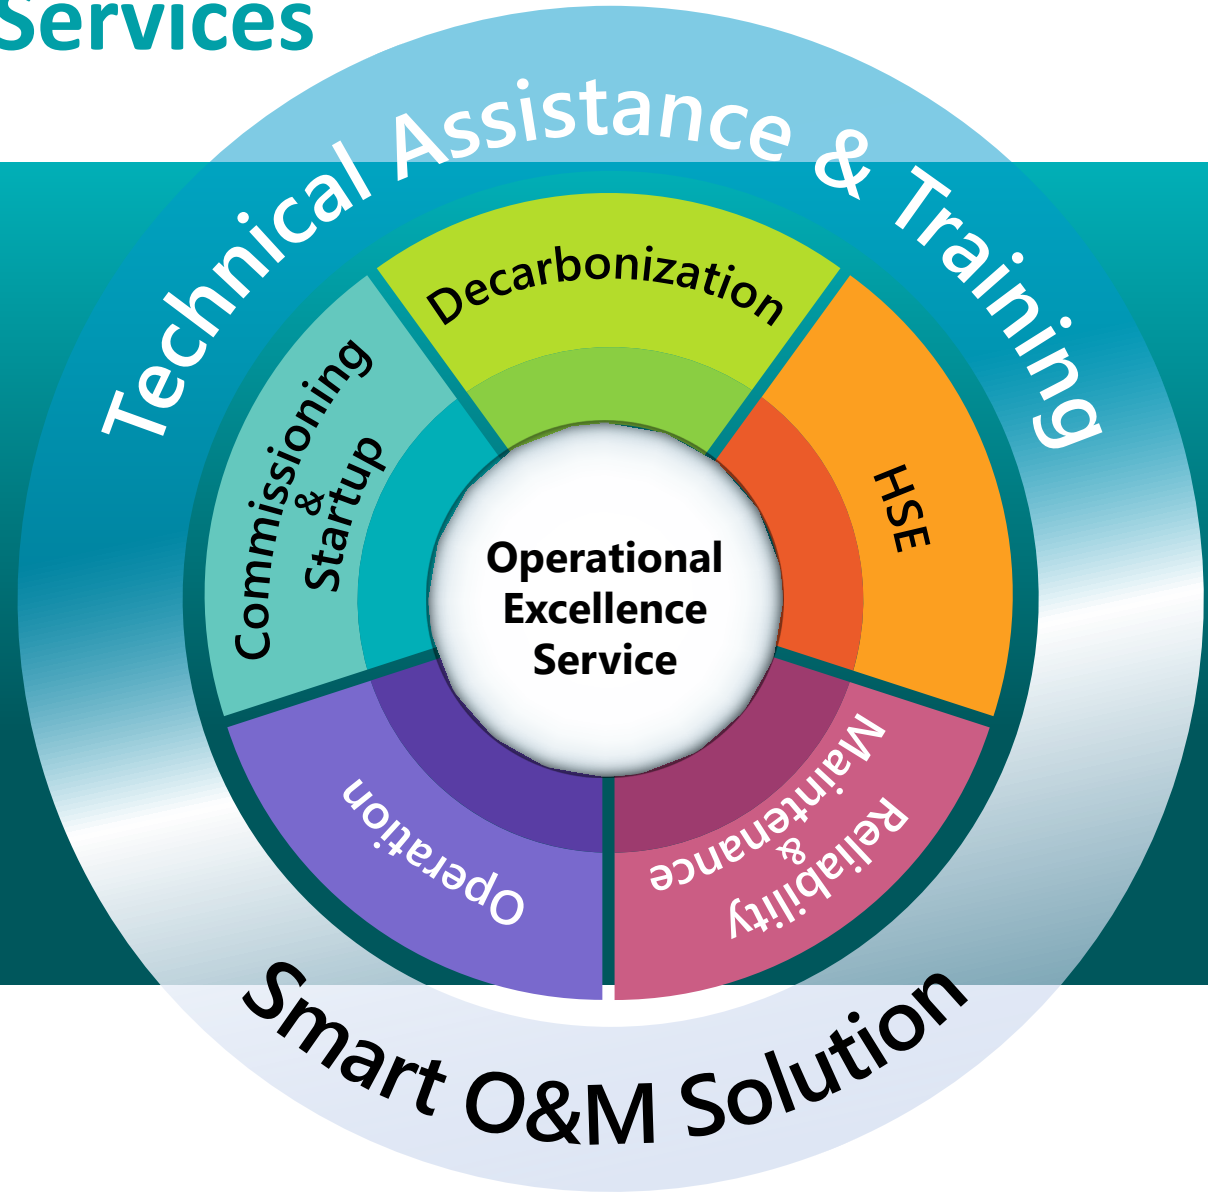 Services
Technical Assistance & Training
Decarbonization
Commissioning
&
Startup
HSE
Operational
Excellence
Service
Operation
Reliability
&
Maintenance
Smart O&M Solution